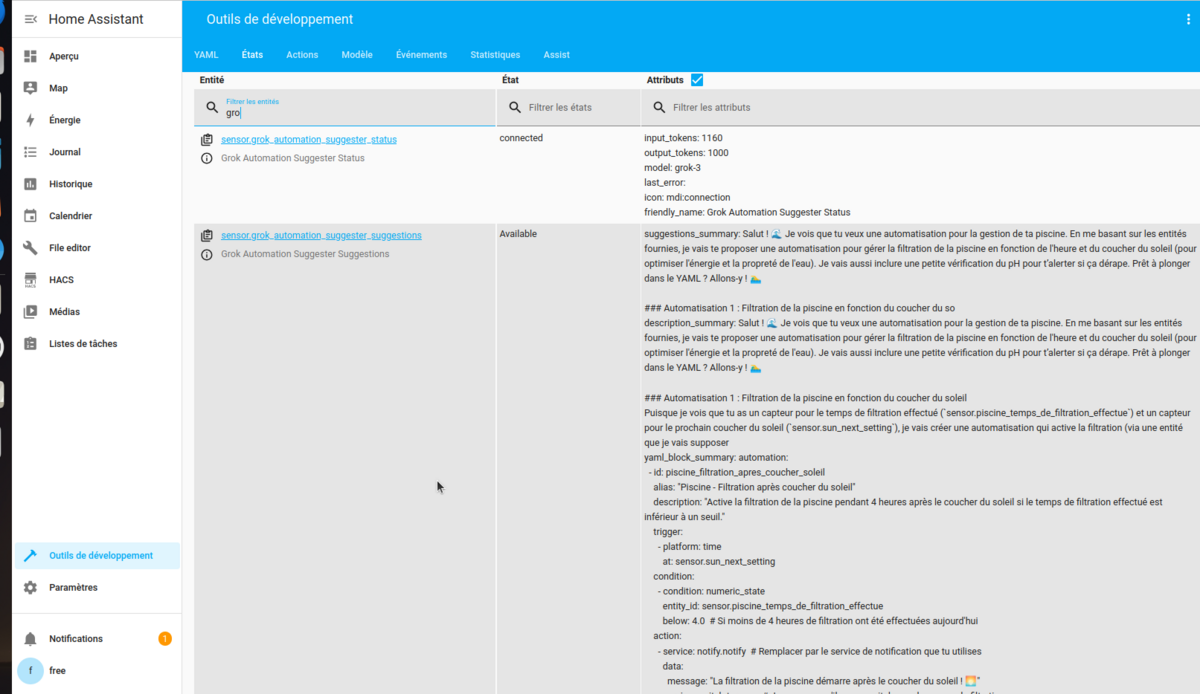 Home Assistant
Outils de développement
YAML États Actions Modèle Événements Statistiques Assist
Aperçu
Map
Énergie
Journal
Historique
Calendrier
File editor
HACS
HACS
Médias
Listes de tâches
Outils de développement
Paramètres
Notifications 1
f free
Entité État Attributs
Filtrer les entités
gro
Filtrer les états
Filtrer les attributs
sensor.grok_automation_suggester_status
Grok Automation Suggester Status
connected
input_tokens: 1160
output_tokens: 1000
model: grok-3
last_error:
icon: mdi:connection
friendly_name: Grok Automation Suggester Status
sensor.grok_automation_suggester_suggestions
Grok Automation Suggester Suggestions
Available
suggestions_summary: Salut ! 🌊 Je vois que tu veux une automatisation pour la gestion de ta piscine. En me basant sur les entités
fournies, je vais te proposer une automatisation pour gérer la filtration de la piscine en fonction de l'heure et du coucher du soleil (pour
optimiser l'énergie et la propreté de l'eau). Je vais aussi inclure une petite vérification du pH pour t'alerter si ça dérape. Prêt à plonger
dans le YAML ? Allons-y ! 🏊
### Automatisation 1 : Filtration de la piscine en fonction du coucher du so
description_summary: Salut ! 🌊 Je vois que tu veux une automatisation pour la gestion de ta piscine. En me basant sur les entités
fournies, je vais te proposer une automatisation pour gérer la filtration de la piscine en fonction de l'heure et du coucher du soleil (pour
optimiser l'énergie et la propreté de l'eau). Je vais aussi inclure une petite vérification du pH pour t'alerter si ça dérape. Prêt à plonger
dans le YAML ? Allons-y ! 🏊
### Automatisation 1 : Filtration de la piscine en fonction du coucher du soleil
Puisque je vois que tu as un capteur pour le temps de filtration effectué (`sensor.piscine_temps_de_filtration_effectue`) et un capteur
pour le prochain coucher du soleil (`sensor.sun_next_setting`), je vais créer une automatisation qui active la filtration (via une entité
que je vais supposer
yaml_block_summary: automation:
- id: piscine_filtration_apres_coucher_soleil
alias: "Piscine - Filtration après coucher du soleil"
description: "Active la filtration de la piscine pendant 4 heures après le coucher du soleil si le temps de filtration effectué est
inférieur à un seuil."
trigger:
- platform: time
at: sensor.sun_next_setting
condition:
- condition: numeric_state
entity_id: sensor.piscine_temps_de_filtration_effectue
below: 4.0 # Si moins de 4 heures de filtration ont été effectuées aujourd'hui
action:
- service: notify.notify # Remplacer par le service de notification que tu utilises
data:
message: "La filtration de la piscine démarre après le coucher du soleil ! 🌅"